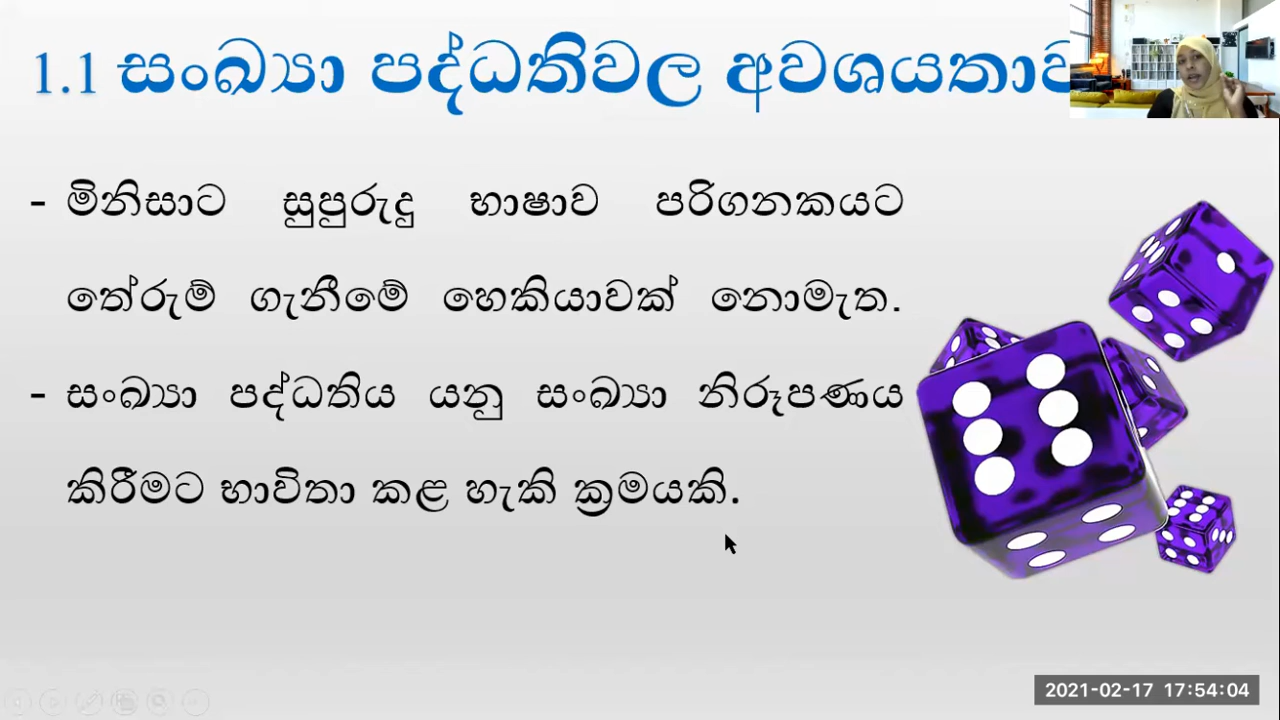 1.1 සංඛ්‍යා පද්ධතිවල
- මිනිසාට සුපුරුදු භාෂාව පරිගනකයට
තේරුම් ගැනීමේ හෙකියාවක් නොමැත.
- සංඛ්‍යා පද්ධතිය යනු සංඛ්‍යා නිරූපණය
කිරීමට භාවිතා කළ හැකි ක්‍රමයකි.
2021-02-17 17:54:04